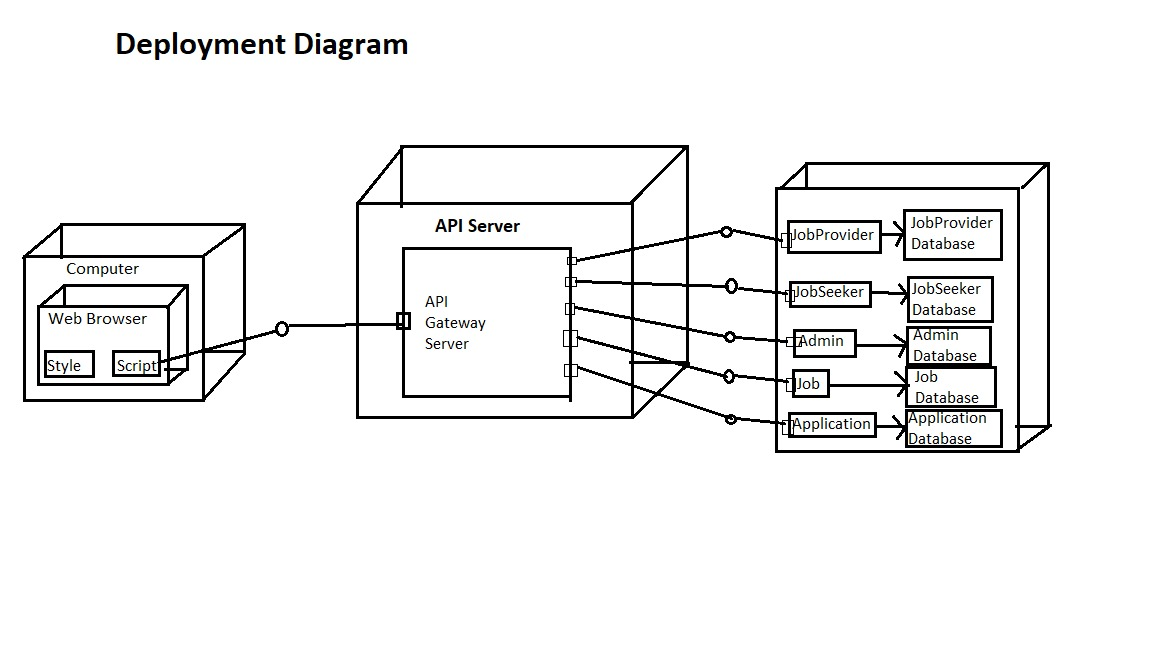 Deployment Diagram
Computer
Web Browser
Style
Script
API Server
API
Gateway
Server
JobProvider
JobProvider
Database
JobSeeker
JobSeeker
Database
Admin
Admin
Database
Job
Job
Database
Application
Application
Database